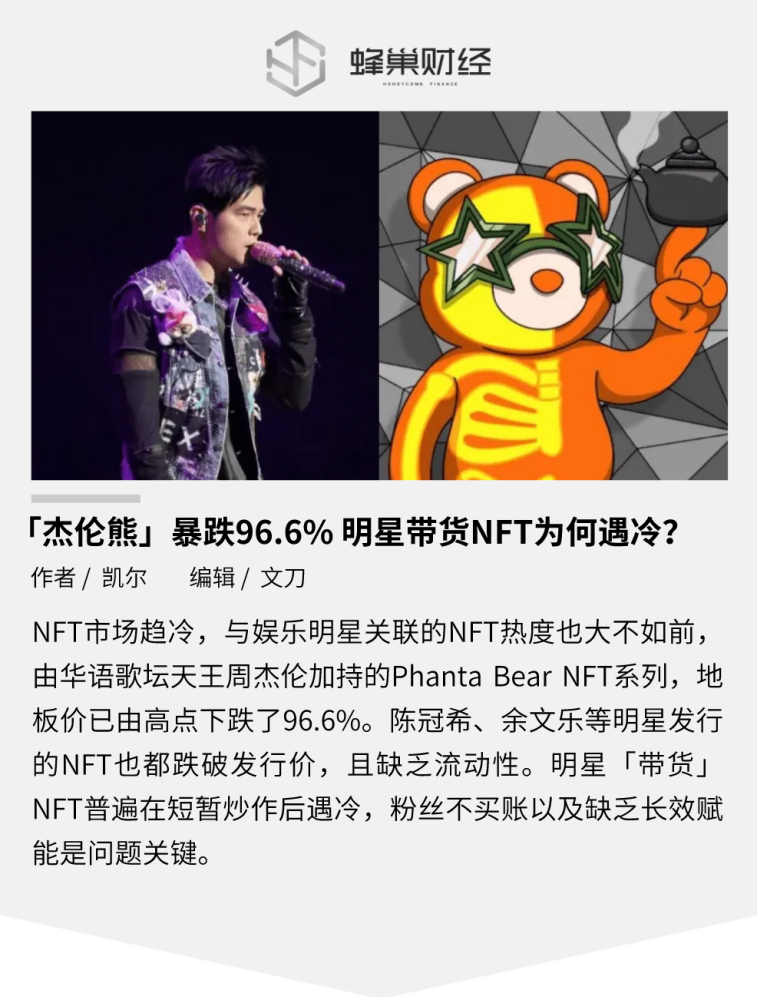 蜂巢财经
HONEYCOMB FINANCE
「杰伦熊」暴跌96.6% 明星带货NFT为何遇冷?
作者 / 凯尔 编辑 / 文刀
NFT市场趋冷，与娱乐明星关联的NFT热度也大不如前，
由华语歌坛天王周杰伦加持的Phanta Bear NFT系列，地
板价已由高点下跌了96.6%。陈冠希、余文乐等明星发行
的NFT也都跌破发行价，且缺乏流动性。明星「带货」
NFT普遍在短暂炒作后遇冷，粉丝不买账以及缺乏长效赋
能是问题关键。